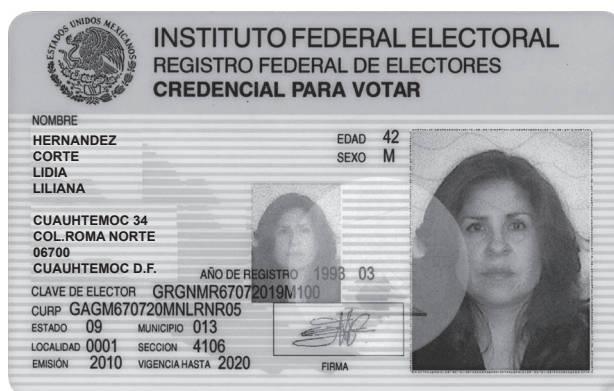 ESTADOS UNIDOS MEXICANOS
INSTITUTO FEDERAL ELECTORAL
REGISTRO FEDERAL DE ELECTORES
CREDENCIAL PARA VOTAR
NOMBRE
HERNANDEZ
CORTE
LIDIA
LILIANA
EDAD 42
SEXO M
CUAUHTEMOC 34
COL.ROMA NORTE
06700
CUAUHTEMOC D.F.
AÑO DE REGISTRO 1993 03
CLAVE DE ELECTOR GRGNMR67072019M100
CURP GAGM670720MNLRNR05
ESTADO 09 MUNICIPIO 013
LOCALIDAD 0001 SECCION 4106
EMISIÓN 2010 VIGENCIA HASTA 2020
FIRMA